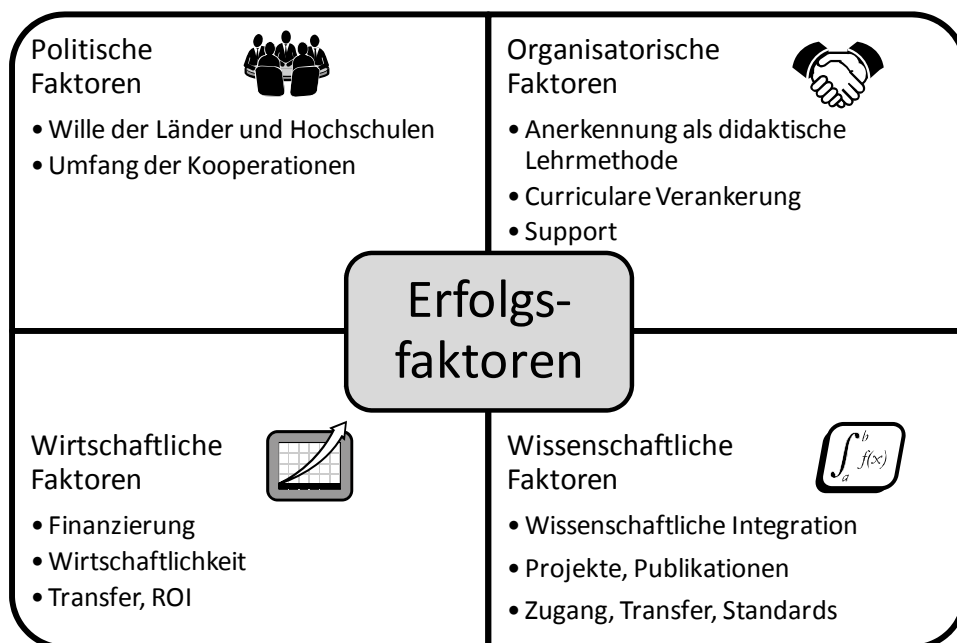 Politische
Faktoren
• Wille der Länder und Hochschulen
• Umfang der Kooperationen
Organisatorische
Faktoren
• Anerkennung als didaktische
Lehrmethode
• Curriculare Verankerung
• Support
Erfolgs-
faktoren
Wirtschaftliche
Faktoren
• Finanzierung
• Wirtschaftlichkeit
• Transfer, ROI
Wissenschaftliche
Faktoren
∫ₐᵇ f(x)
• Wissenschaftliche Integration
• Projekte, Publikationen
• Zugang, Transfer, Standards